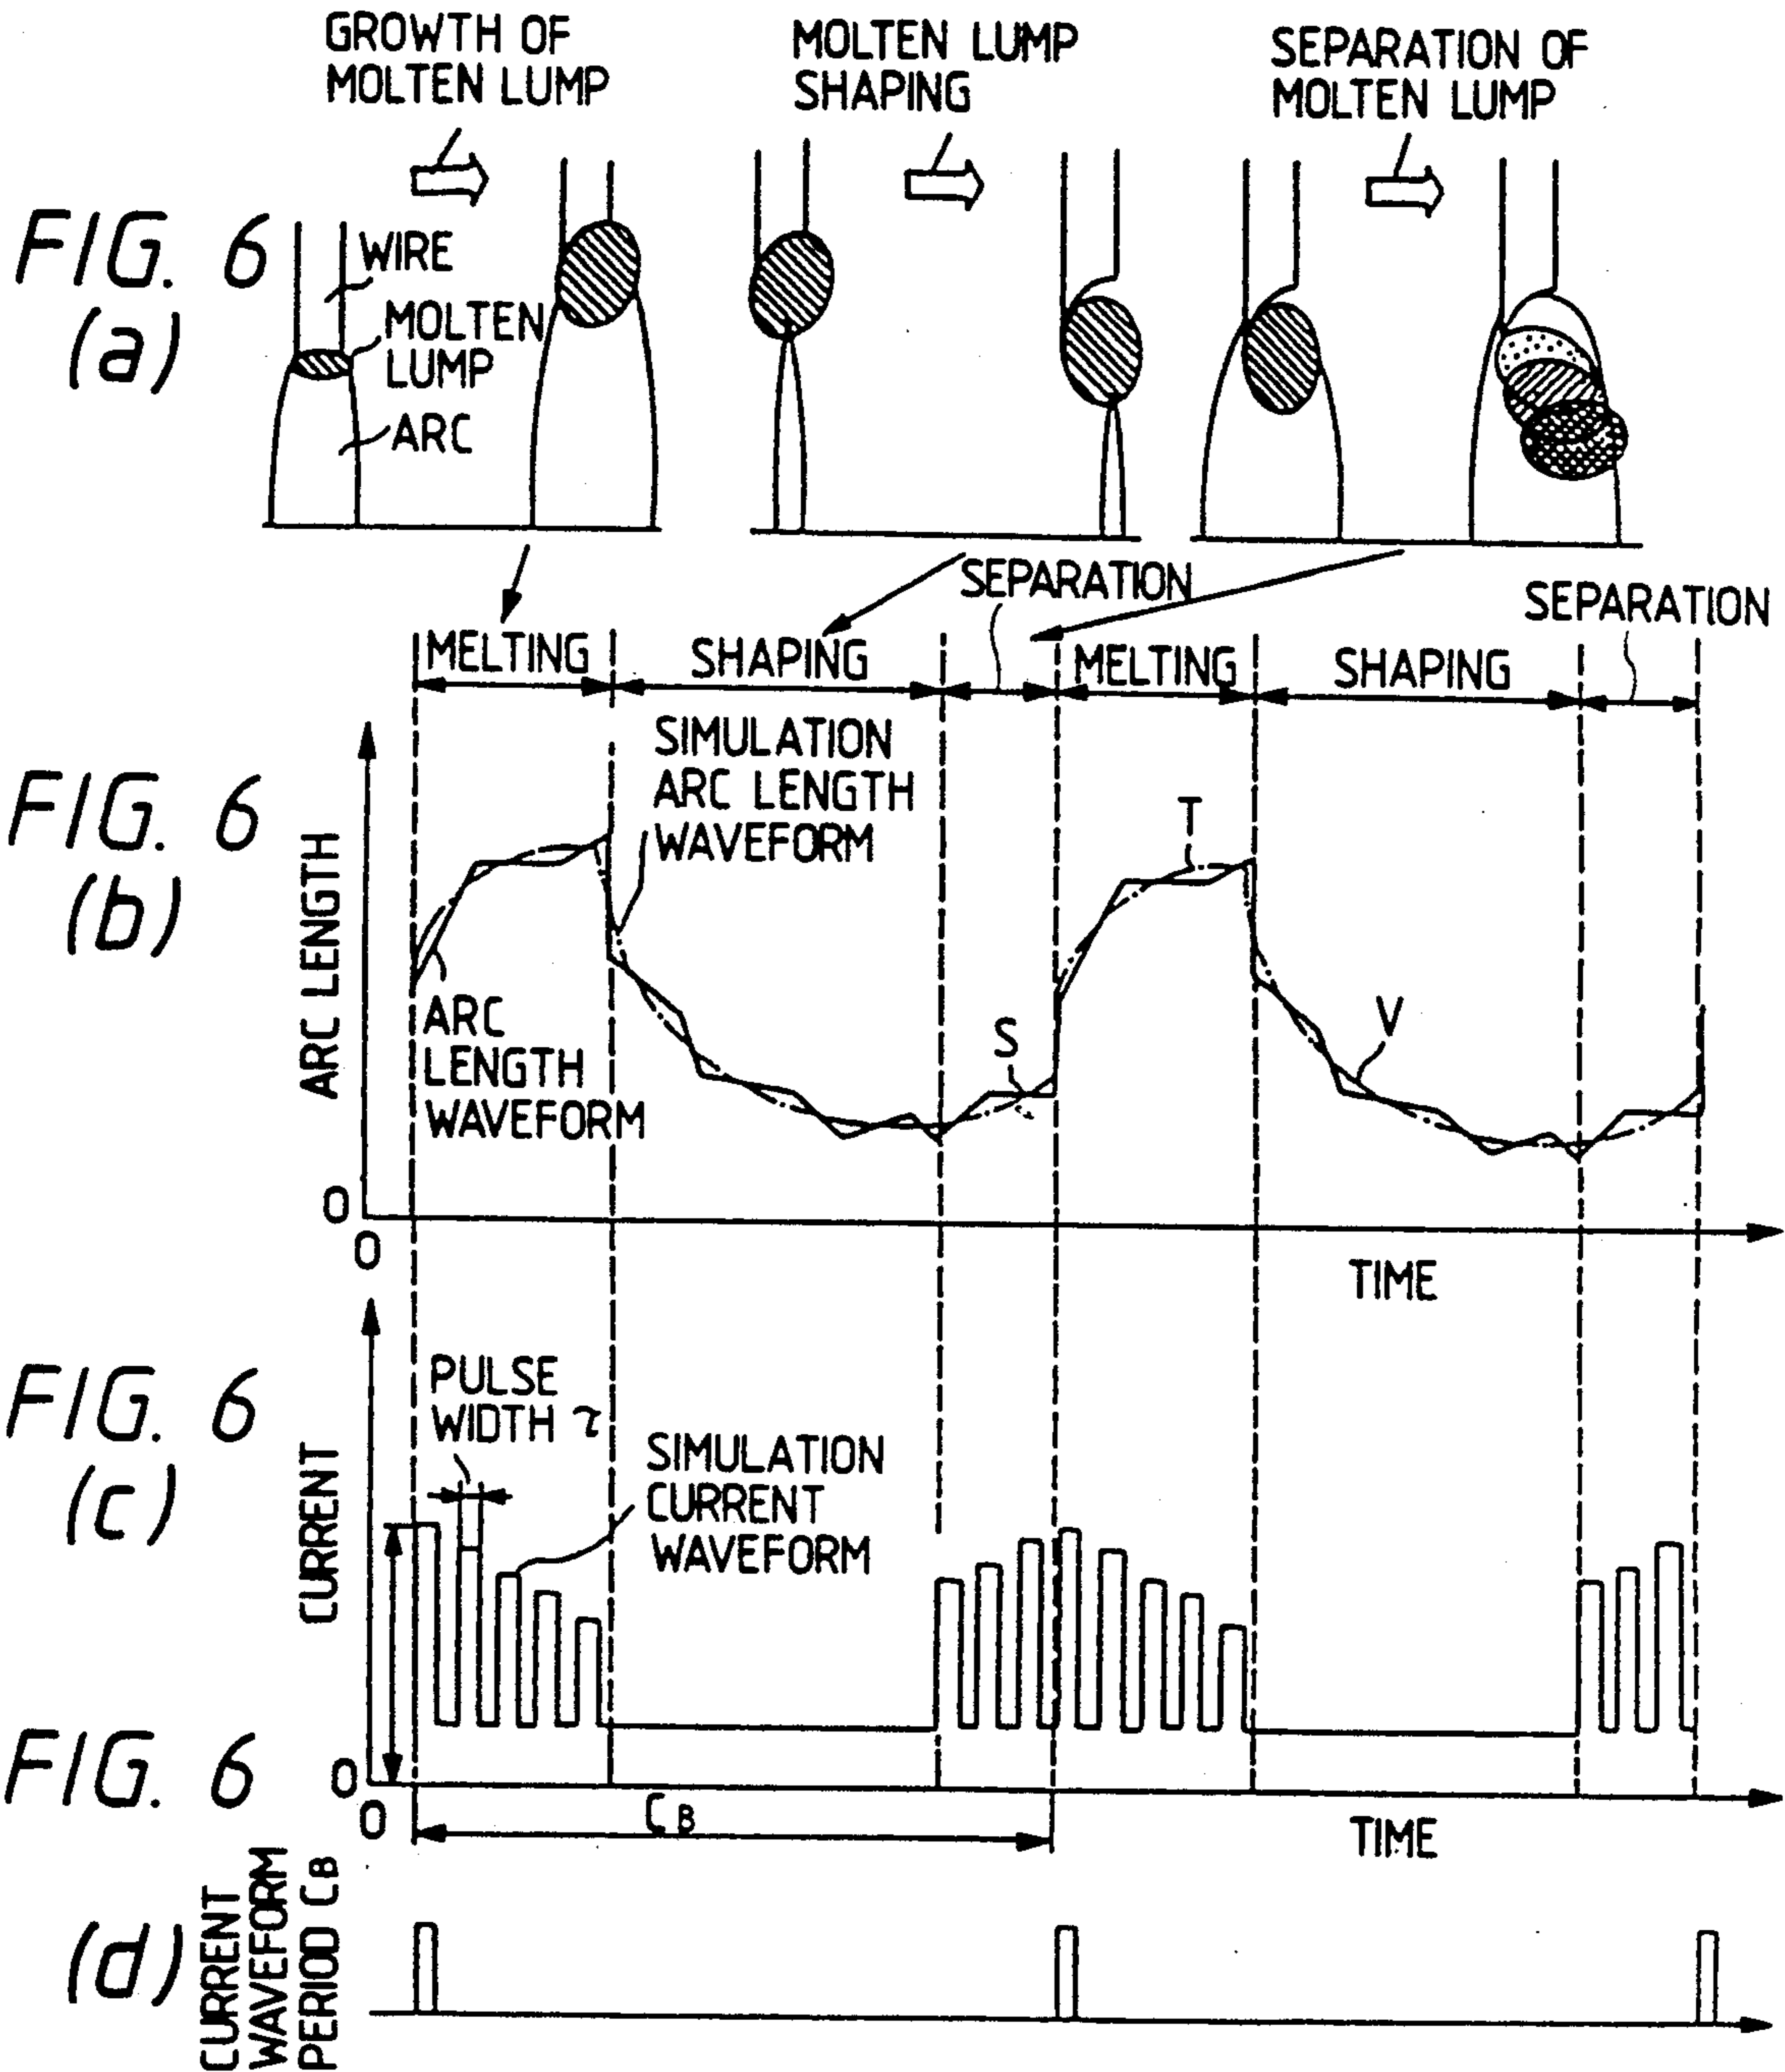 GROWTH OF
MOLTEN LUMP
MOLTEN LUMP
SHAPING
SEPARATION OF
MOLTEN LUMP
FIG. 6
(a)
WIRE
MOLTEN
LUMP
ARC
SEPARATION
SEPARATION
MELTING
SHAPING
MELTING
SHAPING
FIG. 6
(b)
ARC LENGTH
SIMULATION
ARC LENGTH
WAVEFORM
T
ARC
LENGTH
WAVEFORM
S
V
0
0
TIME
FIG. 6
(c)
CURRENT
PULSE
WIDTH τ
SIMULATION
CURRENT
WAVEFORM
0
0
CB
TIME
FIG. 6
(d)
CURRENT
WAVEFORM
PERIOD CB